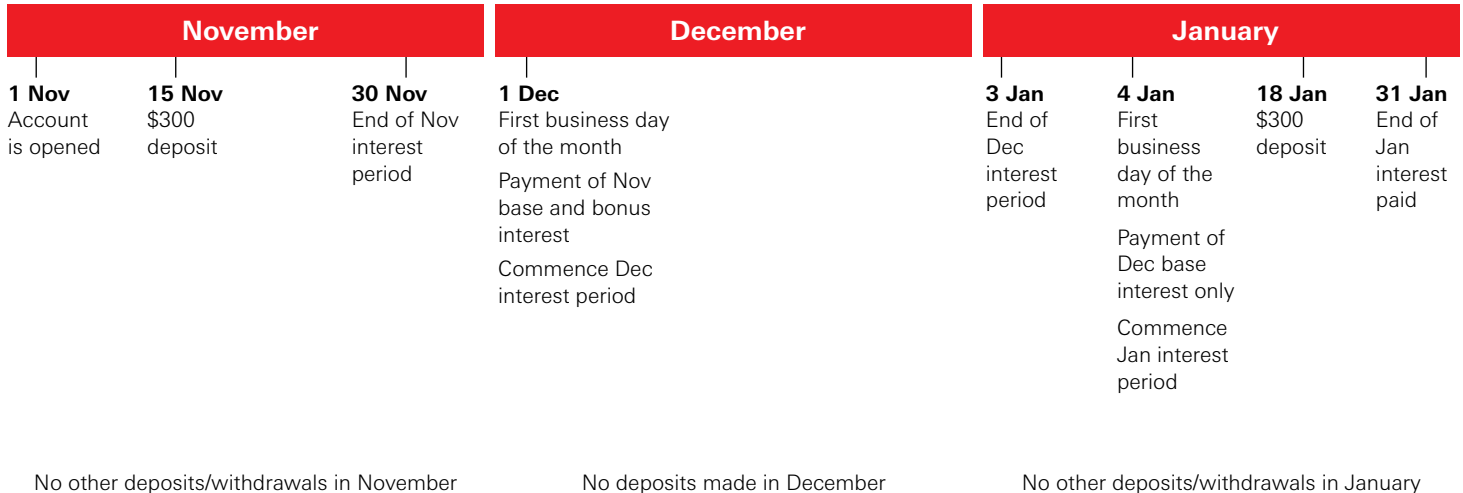 November
1 Nov
Account
is opened
15 Nov
$300
deposit
30 Nov
End of Nov
interest
period
No other deposits/withdrawals in November
December
1 Dec
First business day
of the month
Payment of Nov
base and bonus
interest
Commence Dec
interest period
No deposits made in December
January
3 Jan
End of
Dec
interest
period
4 Jan
First
business
day of the
month
Payment of
Dec base
interest only
Commence
Jan interest
period
18 Jan
$300
deposit
31 Jan
End of
Jan
interest
paid
No other deposits/withdrawals in January